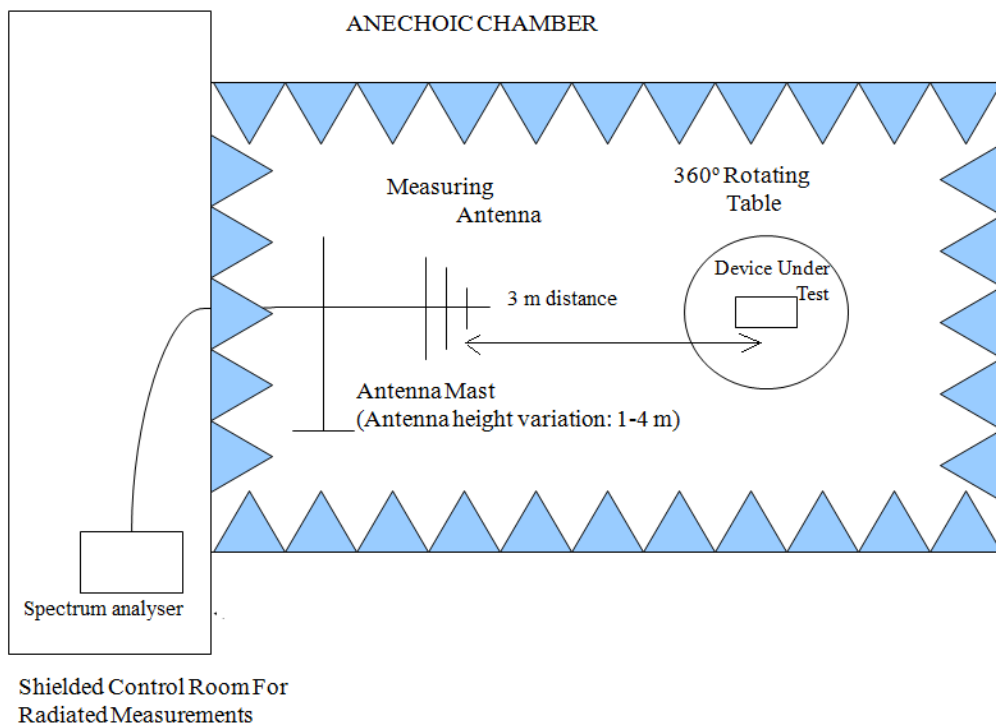 ANECHOIC CHAMBER
Measuring
Antenna
360º Rotating
Table
Device Under
Test
3 m distance
Antenna Mast
(Antenna height variation: 1-4 m)
Spectrum analyser
Shielded Control Room For
Radiated Measurements